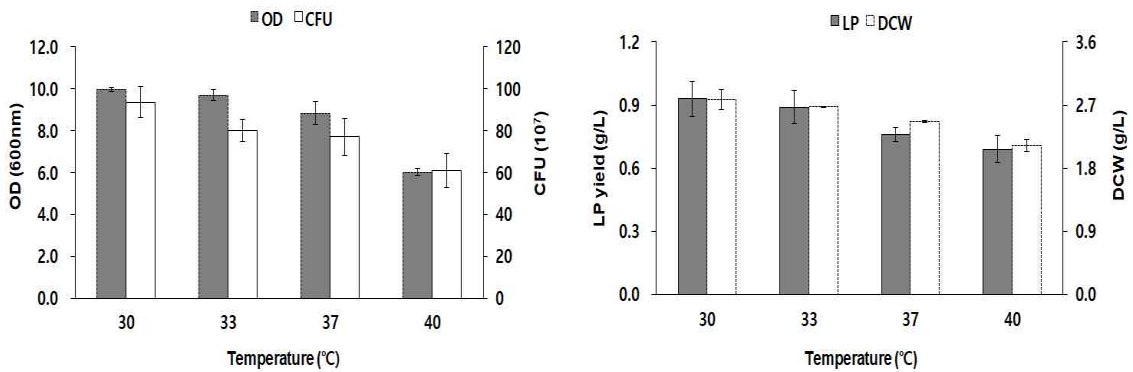 OD CFU
OD (600nm)
12.0
10.0
8.0
6.0
4.0
2.0
0.0
120
100
80
60
40
20
0
CFU (10⁷)
30 33 37 40
Temperature (°C)
LP DCW
LP yield (g/L)
1.2
0.9
0.6
0.3
0.0
3.6
2.7
1.8
0.9
0.0
DCW (g/L)
30 33 37 40
Temperature (°C)